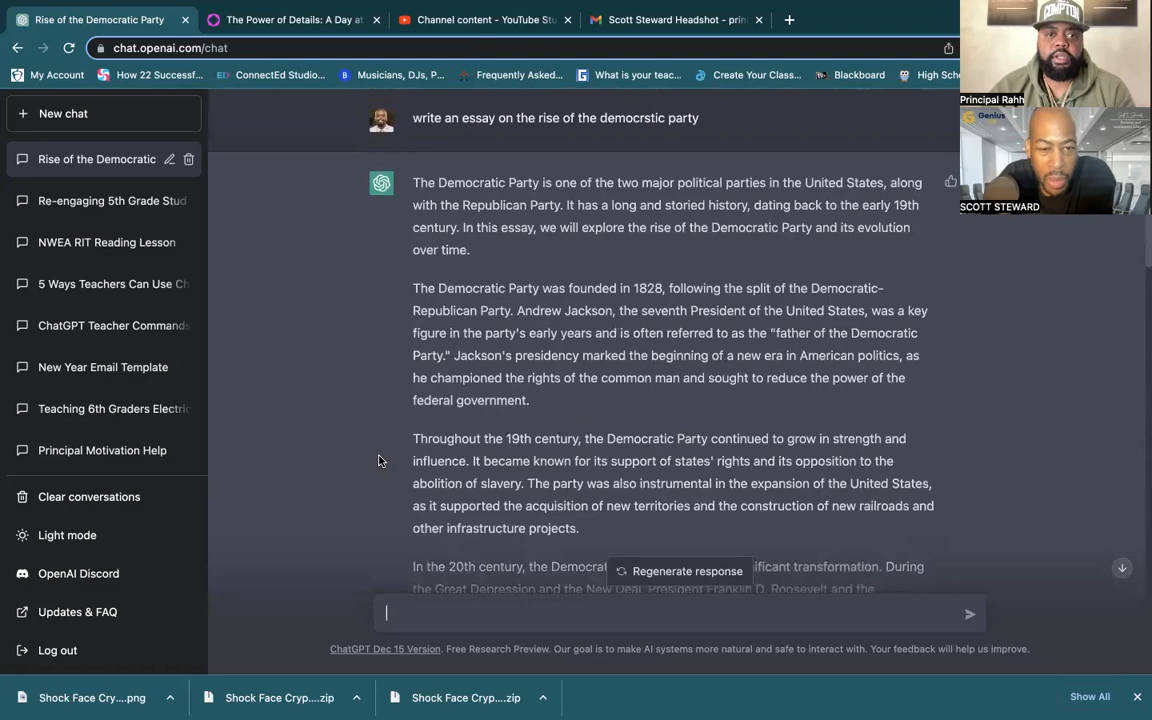 Rise of the Democratic Party
The Power of Details: A Day at
Channel content - YouTube Stu
Scott Steward Headshot - prin
chat.openai.com/chat
My Account
How 22 Successf...
ConnectEd Studio...
Musicians, DJs, P...
Frequently Asked...
What is your teac...
Create Your Class...
Blackboard
High Sch
COMPTON
Principal Rahh
Genius
SCOTT STEWARD
New chat
Rise of the Democratic
Re-engaging 5th Grade Stud
NWEA RIT Reading Lesson
5 Ways Teachers Can Use Ch
ChatGPT Teacher Commands
New Year Email Template
Teaching 6th Graders Electri
Principal Motivation Help
Clear conversations
Light mode
OpenAI Discord
Updates & FAQ
Log out
write an essay on the rise of the democrstic party
The Democratic Party is one of the two major political parties in the United States, along
with the Republican Party. It has a long and storied history, dating back to the early 19th
century. In this essay, we will explore the rise of the Democratic Party and its evolution
over time.
The Democratic Party was founded in 1828, following the split of the Democratic-
Republican Party. Andrew Jackson, the seventh President of the United States, was a key
figure in the party's early years and is often referred to as the "father of the Democratic
Party." Jackson's presidency marked the beginning of a new era in American politics, as
he championed the rights of the common man and sought to reduce the power of the
federal government.
Throughout the 19th century, the Democratic Party continued to grow in strength and
influence. It became known for its support of states' rights and its opposition to the
abolition of slavery. The party was also instrumental in the expansion of the United States,
as it supported the acquisition of new territories and the construction of new railroads and
other infrastructure projects.
In the 20th century, the Democrat
ificant transformation. During
the Great Depression and the New Deal, President Franklin D. Roosevelt and the
Regenerate response
ChatGPT Dec 15 Version. Free Research Preview. Our goal is to make AI systems more natural and safe to interact with. Your feedback will help us improve.
Shock Face Cryp....png
Shock Face Cryp....zip
Shock Face Cryp....zip
Show All